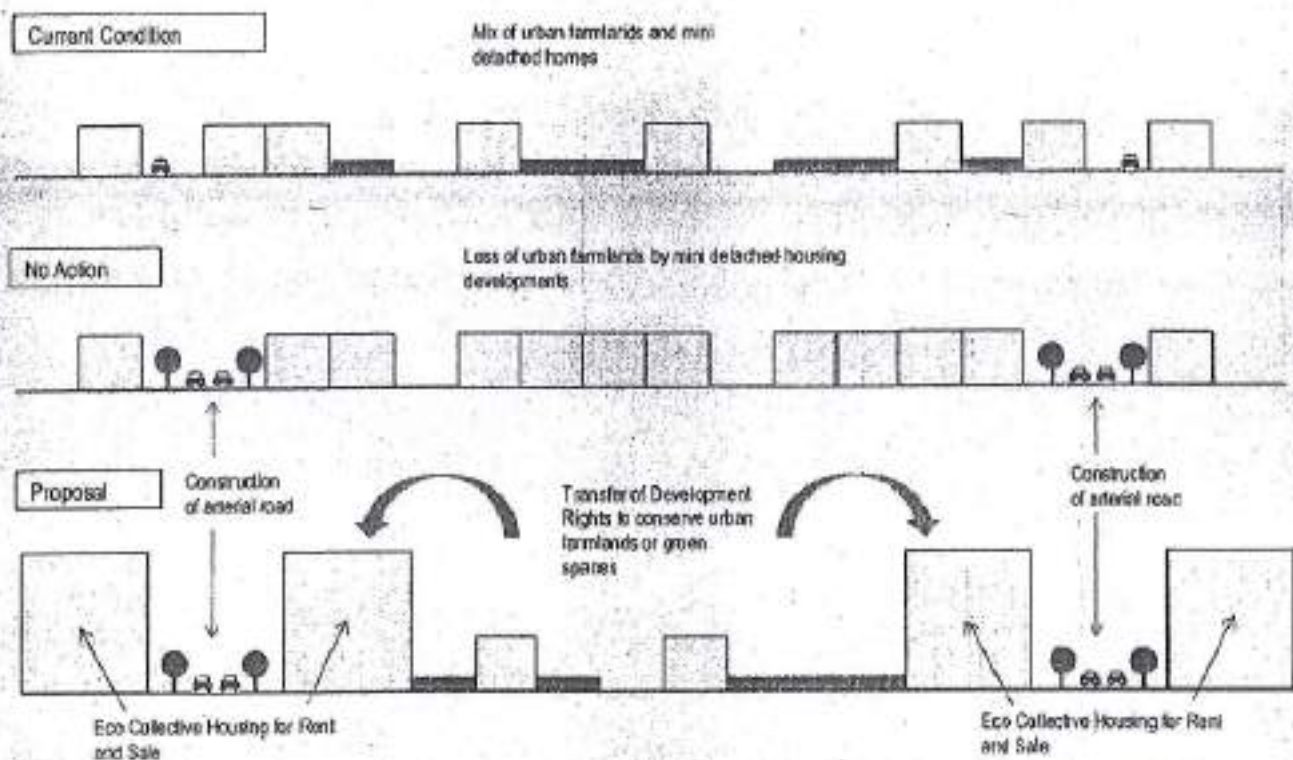 Current Condition
Mix of urban farmlands and mini
detached homes
No Action
Loss of urban farmlands by mini detached housing
developments
Proposal
Construction
of arterial road
Transfer of Development
Rights to conserve urban
farmlands or green
spaces
Construction
of arterial road
Eco Collective Housing for Rent
and Sale
Eco Collective Housing for Rent
and Sale